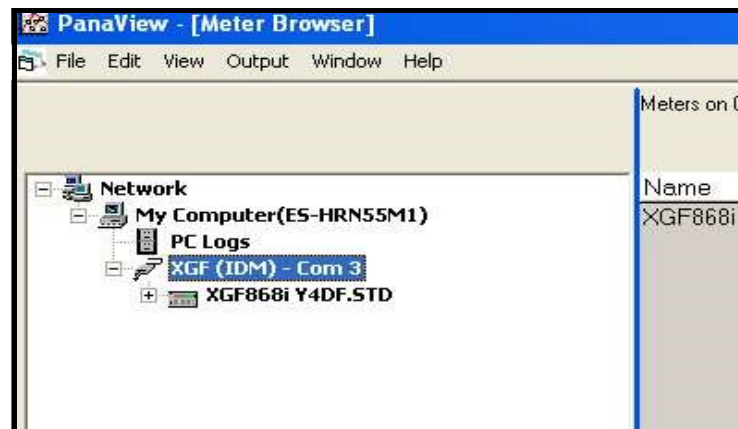 PanaView - [Meter Browser]
File Edit View Output Window Help
Meters on
Network
My Computer(ES-HRN55M1)
PC Logs
XGF (IDM) - Com 3
XGF868i Y4DF.STD
Name
XGF868i